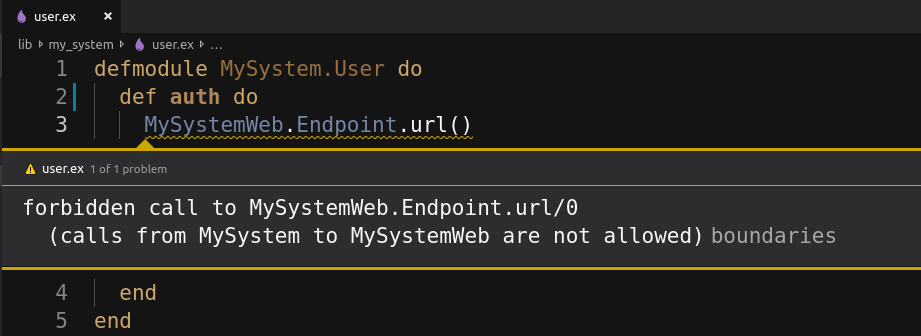 user.ex ×
lib my_system user.ex ...
1 defmodule MySystem.User do
2 def auth do
3 MySystemWeb.Endpoint.url()
user.ex 1 of 1 problem
forbidden call to MySystemWeb.Endpoint.url/0
(calls from MySystem to MySystemWeb are not allowed) boundaries
4 end
5 end